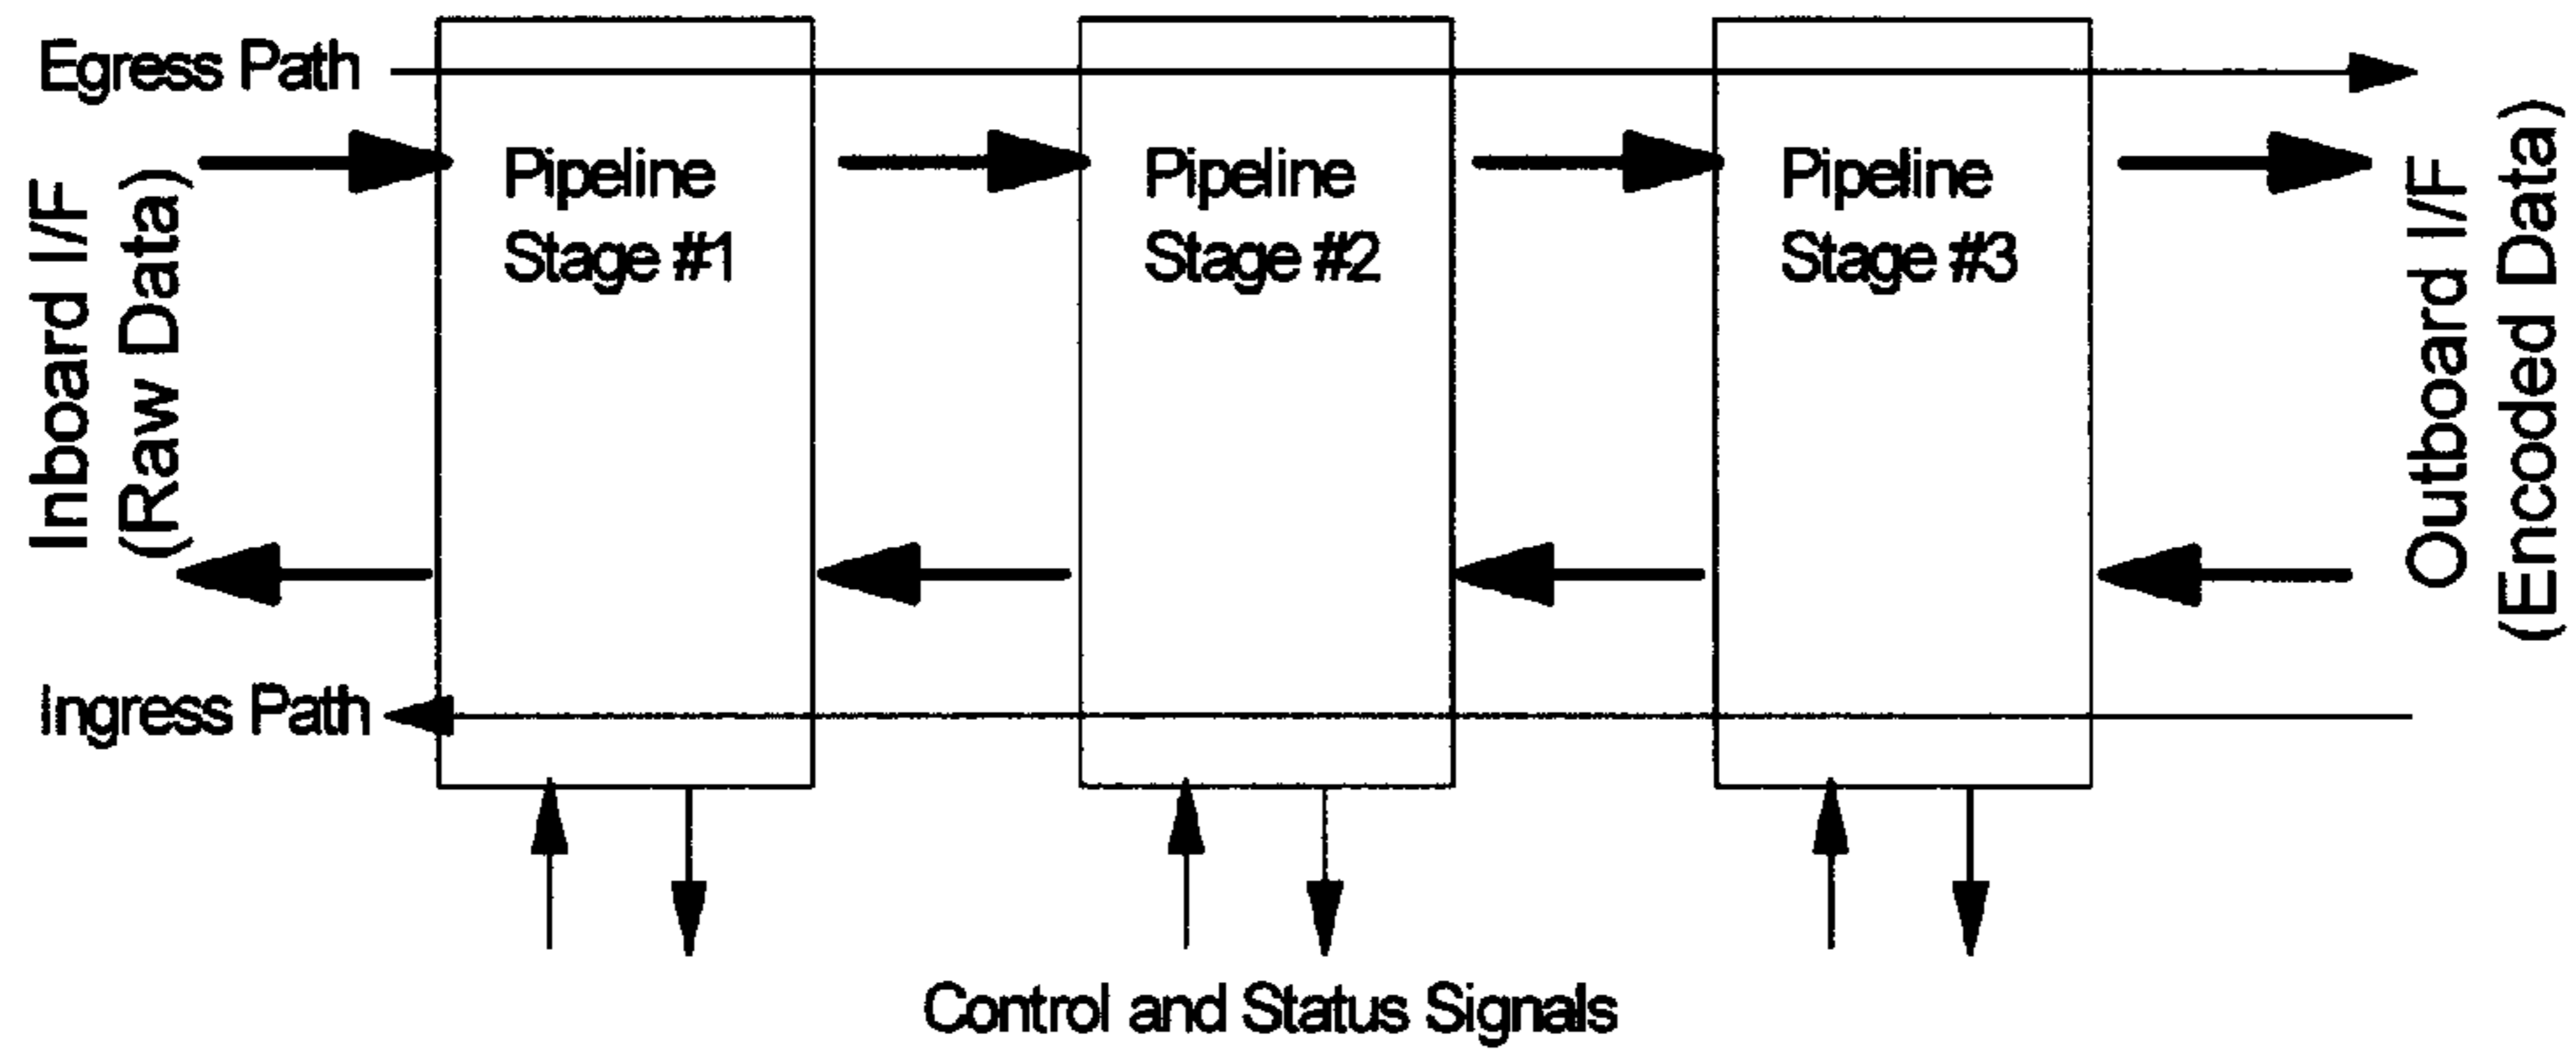 Egress Path
Inboard I/F
(Raw Data)
Pipeline
Stage #1
Pipeline
Stage #2
Pipeline
Stage #3
Outboard I/F
(Encoded Data)
Ingress Path
Control and Status Signals